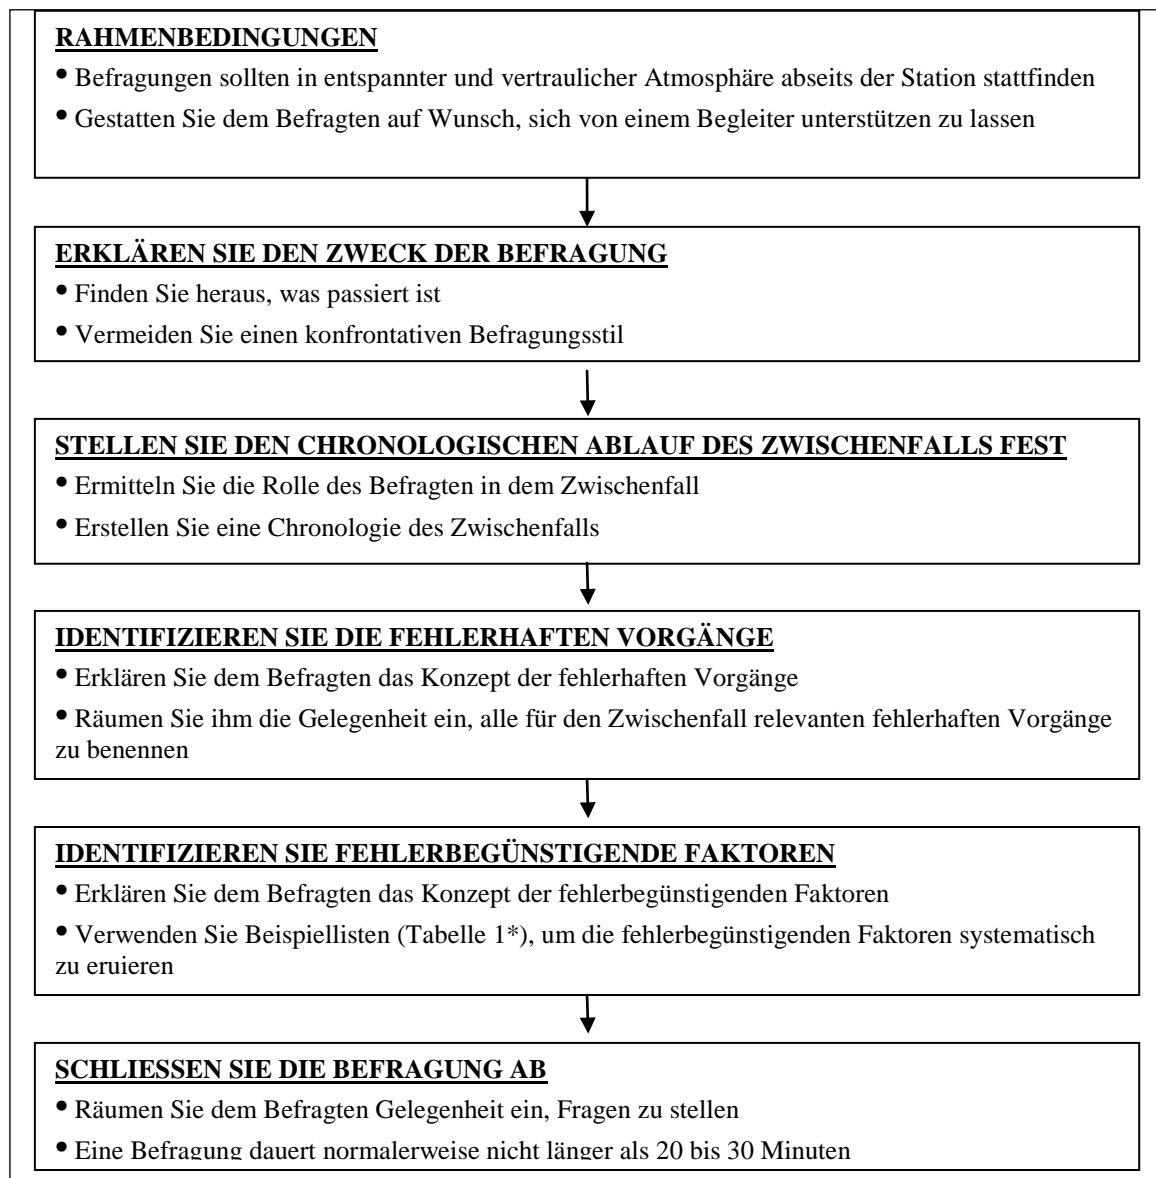 RAHMENBEDINGUNGEN
• Befragungen sollten in entspannter und vertraulicher Atmosphäre abseits der Station stattfinden
• Gestatten Sie dem Befragten auf Wunsch, sich von einem Begleiter unterstützen zu lassen
ERKLÄREN SIE DEN ZWECK DER BEFRAGUNG
• Finden Sie heraus, was passiert ist
• Vermeiden Sie einen konfrontativen Befragungsstil
STELLEN SIE DEN CHRONOLOGISCHEN ABLAUF DES ZWISCHENFALLS FEST
• Ermitteln Sie die Rolle des Befragten in dem Zwischenfall
• Erstellen Sie eine Chronologie des Zwischenfalls
IDENTIFIZIEREN SIE DIE FEHLERHAFTEN VORGÄNGE
• Erklären Sie dem Befragten das Konzept der fehlerhaften Vorgänge
• Räumen Sie ihm die Gelegenheit ein, alle für den Zwischenfall relevanten fehlerhaften Vorgänge
zu benennen
IDENTIFIZIEREN SIE FEHLERBEGÜNSTIGENDE FAKTOREN
• Erklären Sie dem Befragten das Konzept der fehlerbegünstigenden Faktoren
• Verwenden Sie Beispiellisten (Tabelle 1*), um die fehlerbegünstigenden Faktoren systematisch
zu eruieren
SCHLIESSEN SIE DIE BEFRAGUNG AB
• Räumen Sie dem Befragten Gelegenheit ein, Fragen zu stellen
• Eine Befragung dauert normalerweise nicht länger als 20 bis 30 Minuten